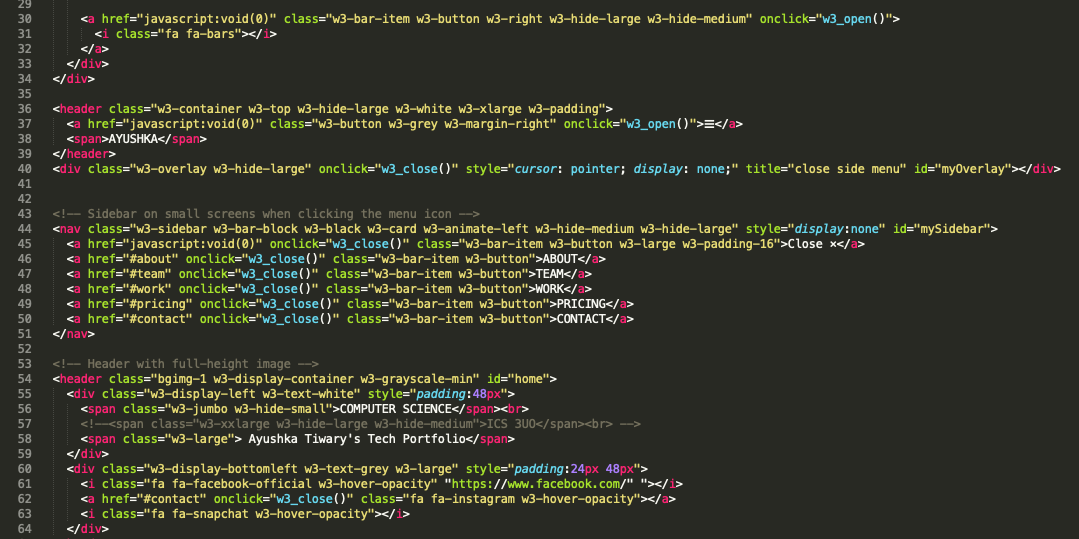 29
30 <a href="javascript:void(0)" class="w3-bar-item w3-button w3-right w3-hide-large w3-hide-medium" onclick="w3_open()">
31 <i class="fa fa-bars"></i>
32 </a>
33 </div>
34 </div>
35
36 <header class="w3-container w3-top w3-hide-large w3-white w3-xlarge w3-padding">
37 <a href="javascript:void(0)" class="w3-button w3-grey w3-margin-right" onclick="w3_open()">☰</a>
38 <span>AYUSHKA</span>
39 </header>
40 <div class="w3-overlay w3-hide-large" onclick="w3_close()" style="cursor: pointer; display: none;" title="close side menu" id="myOverlay"></div>
41
42
43 <!-- Sidebar on small screens when clicking the menu icon -->
44 <nav class="w3-sidebar w3-bar-block w3-black w3-card w3-animate-left w3-hide-medium w3-hide-large" style="display:none" id="mySidebar">
45 <a href="javascript:void(0)" onclick="w3_close()" class="w3-bar-item w3-button w3-large w3-padding-16">Close ×</a>
46 <a href="#about" onclick="w3_close()" class="w3-bar-item w3-button">ABOUT</a>
47 <a href="#team" onclick="w3_close()" class="w3-bar-item w3-button">TEAM</a>
48 <a href="#work" onclick="w3_close()" class="w3-bar-item w3-button">WORK</a>
49 <a href="#pricing" onclick="w3_close()" class="w3-bar-item w3-button">PRICING</a>
50 <a href="#contact" onclick="w3_close()" class="w3-bar-item w3-button">CONTACT</a>
51 </nav>
52
53 <!-- Header with full-height image -->
54 <header class="bgimg-1 w3-display-container w3-grayscale-min" id="home">
55 <div class="w3-display-left w3-text-white" style="padding:48px">
56 <span class="w3-jumbo w3-hide-small">COMPUTER SCIENCE</span><br>
57 <!--<span class="w3-xxlarge w3-hide-large w3-hide-medium">ICS 3UO</span><br> -->
58 <span class="w3-large"> Ayushka Tiwary's Tech Portfolio</span>
59 </div>
60 <div class="w3-display-bottomleft w3-text-grey w3-large" style="padding:24px 48px">
61 <i class="fa fa-facebook-official w3-hover-opacity" "https://www.facebook.com/" "></i>
62 <a href="#contact" onclick="w3_close()" class="fa fa-instagram w3-hover-opacity"></a>
63 <i class="fa fa-snapchat w3-hover-opacity"></i>
64 </div>